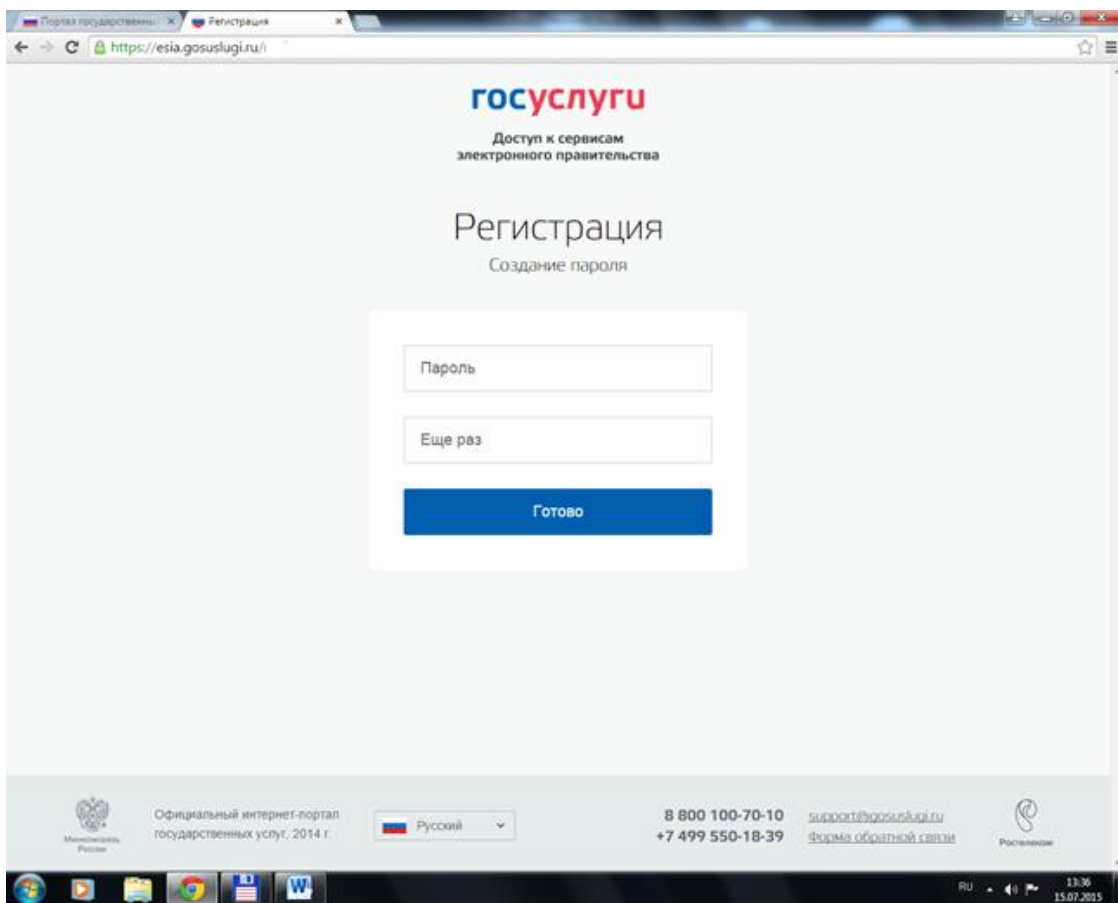 Портал государственны
Регистрация
https://esia.gosuslugi.ru/
госуслуги
Доступ к сервисам
электронного правительства
Регистрация
Создание пароля
Пароль
Еще раз
Готово
Официальный интернет-портал
государственных услуг, 2014 г.
Русский
8 800 100-70-10
+7 499 550-18-39
support@gosuslugi.ru
Форма обратной связи
Ростелеком
RU
13:36
15.07.2015